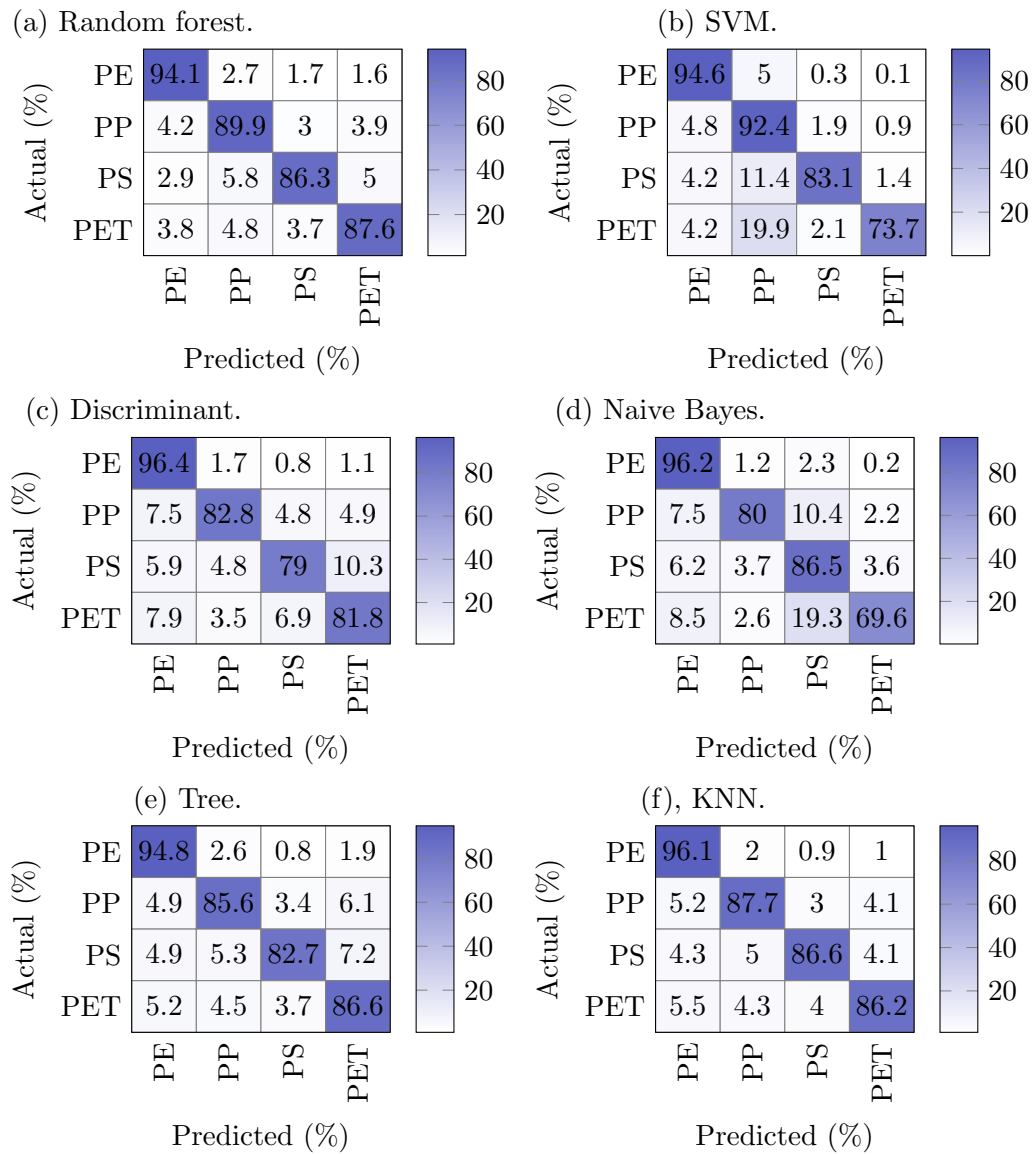 (a) Random forest.
PE 94.1 2.7 1.7 1.6
PP 4.2 89.9 3 3.9
PS 2.9 5.8 86.3 5
PET 3.8 4.8 3.7 87.6
PE PP PS PET
Predicted (%)
Actual (%)
80
60
40
20
(b) SVM.
PE 94.6 5 0.3 0.1
PP 4.8 92.4 1.9 0.9
PS 4.2 11.4 83.1 1.4
PET 4.2 19.9 2.1 73.7
PE PP PS PET
Predicted (%)
Actual (%)
80
60
40
20
(c) Discriminant.
PE 96.4 1.7 0.8 1.1
PP 7.5 82.8 4.8 4.9
PS 5.9 4.8 79 10.3
PET 7.9 3.5 6.9 81.8
PE PP PS PET
Predicted (%)
Actual (%)
80
60
40
20
(d) Naive Bayes.
PE 96.2 1.2 2.3 0.2
PP 7.5 80 10.4 2.2
PS 6.2 3.7 86.5 3.6
PET 8.5 2.6 19.3 69.6
PE PP PS PET
Predicted (%)
Actual (%)
80
60
40
20
(e) Tree.
PE 94.8 2.6 0.8 1.9
PP 4.9 85.6 3.4 6.1
PS 4.9 5.3 82.7 7.2
PET 5.2 4.5 3.7 86.6
PE PP PS PET
Predicted (%)
Actual (%)
80
60
40
20
(f), KNN.
PE 96.1 2 0.9 1
PP 5.2 87.7 3 4.1
PS 4.3 5 86.6 4.1
PET 5.5 4.3 4 86.2
PE PP PS PET
Predicted (%)
Actual (%)
80
60
40
20